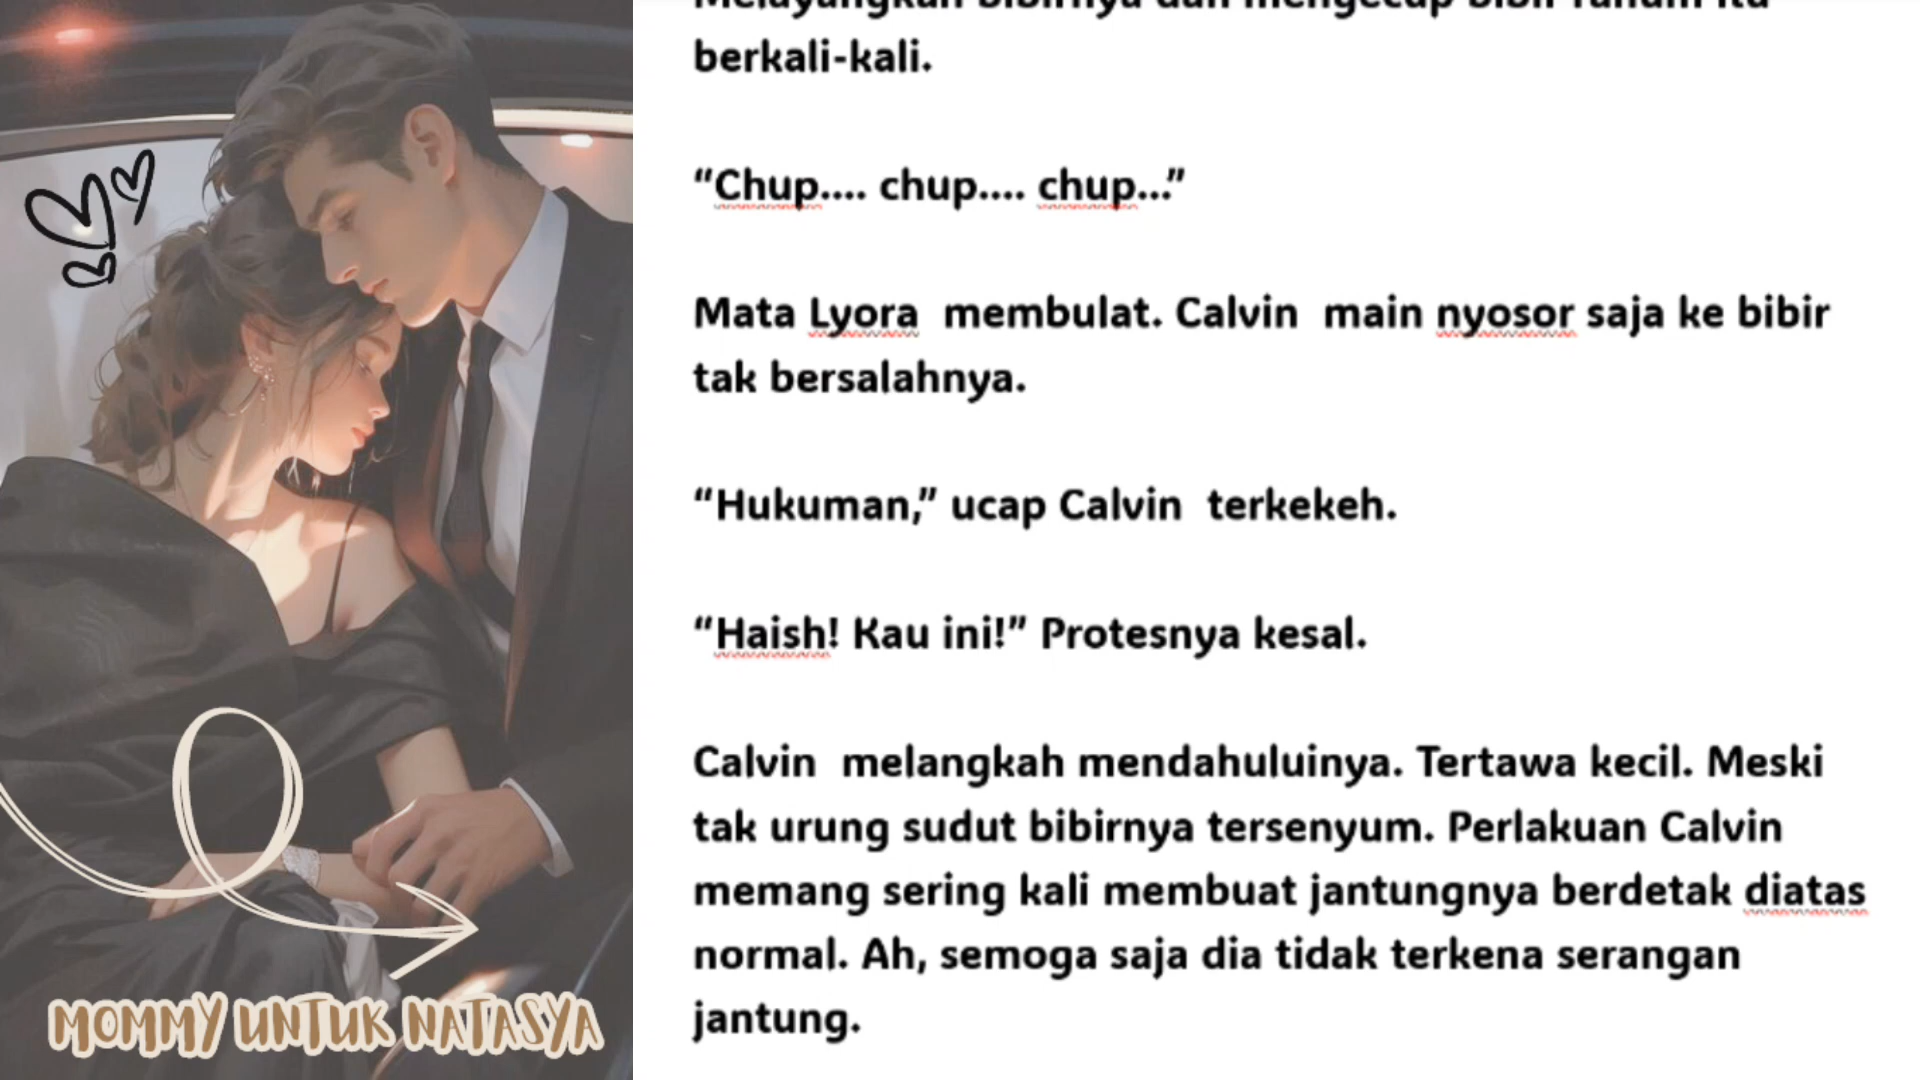 berkali-kali.
“Chup.... chup.... chup...”
Mata Lyora membulat. Calvin main nyosor saja ke bibir
tak bersalahnya.
“Hukuman,” ucap Calvin terkekeh.
“Haish! Kau ini!” Protesnya kesal.
Calvin melangkah mendahuluinya. Tertawa kecil. Meski
tak urung sudut bibirnya tersenyum. Perlakuan Calvin
memang sering kali membuat jantungnya berdetak diatas
normal. Ah, semoga saja dia tidak terkena serangan
jantung.
MOMMY UNTUK NATASYA